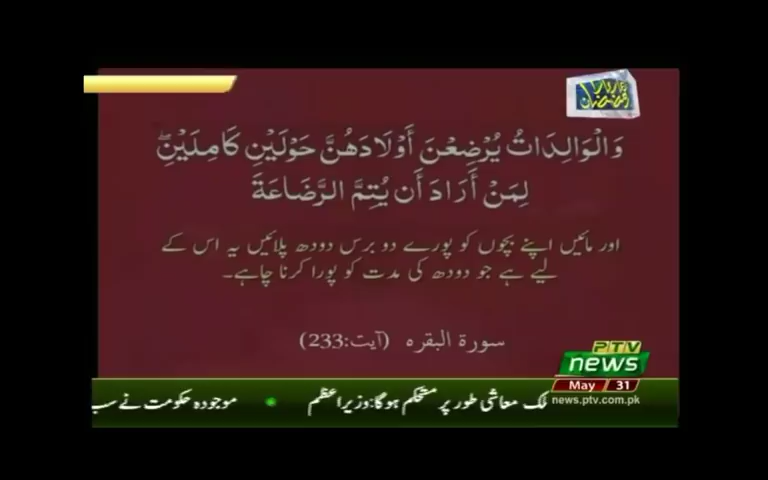 وَالْوَالِدَاتُ يُرْضِعْنَ أَوْلَادَهُنَّ حَوْلَيْنِ كَامِلَيْنِ ۖ
لِمَنْ أَرَادَ أَن يُتِمَّ الرَّضَاعَةَ
اور مائیں اپنے بچوں کو پورے دو برس دودھ پلائیں یہ اس کے
لیے ہے جو دودھ کی مدت کو پورا کرنا چاہے۔
سورۃ البقرہ (آیت:233)
PTV
news
May 31
news.ptv.com.pk
ملک معاشی طور پر مستحکم ہوگا:وزیراعظم • موجودہ حکومت نے سب